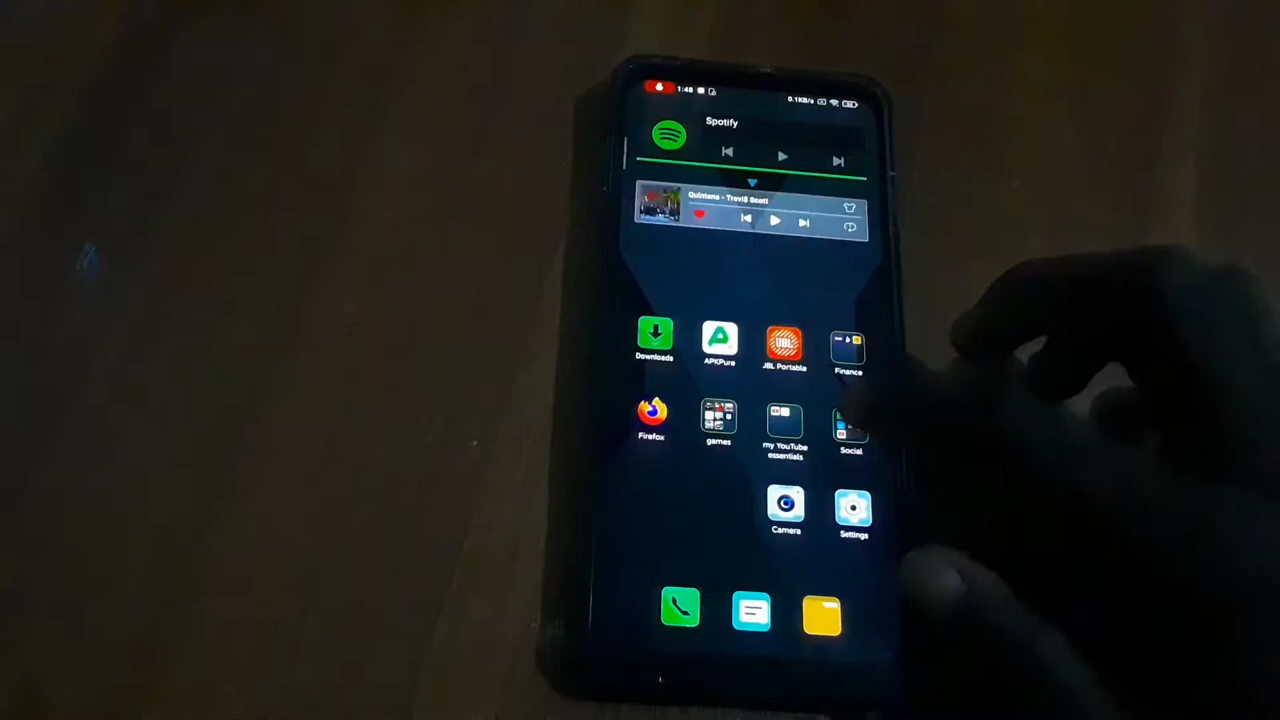 1:48
0.1KB/s
Spotify
Quintana - Travi$ Scott
Downloads
APKPure
JBL Portable
Finance
Firefox
games
my YouTube
essentials
Social
Camera
Settings